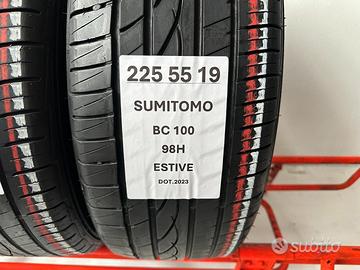 225 55 19
SUMITOMO
BC 100
98H
ESTIVE
DOT.2023
subito